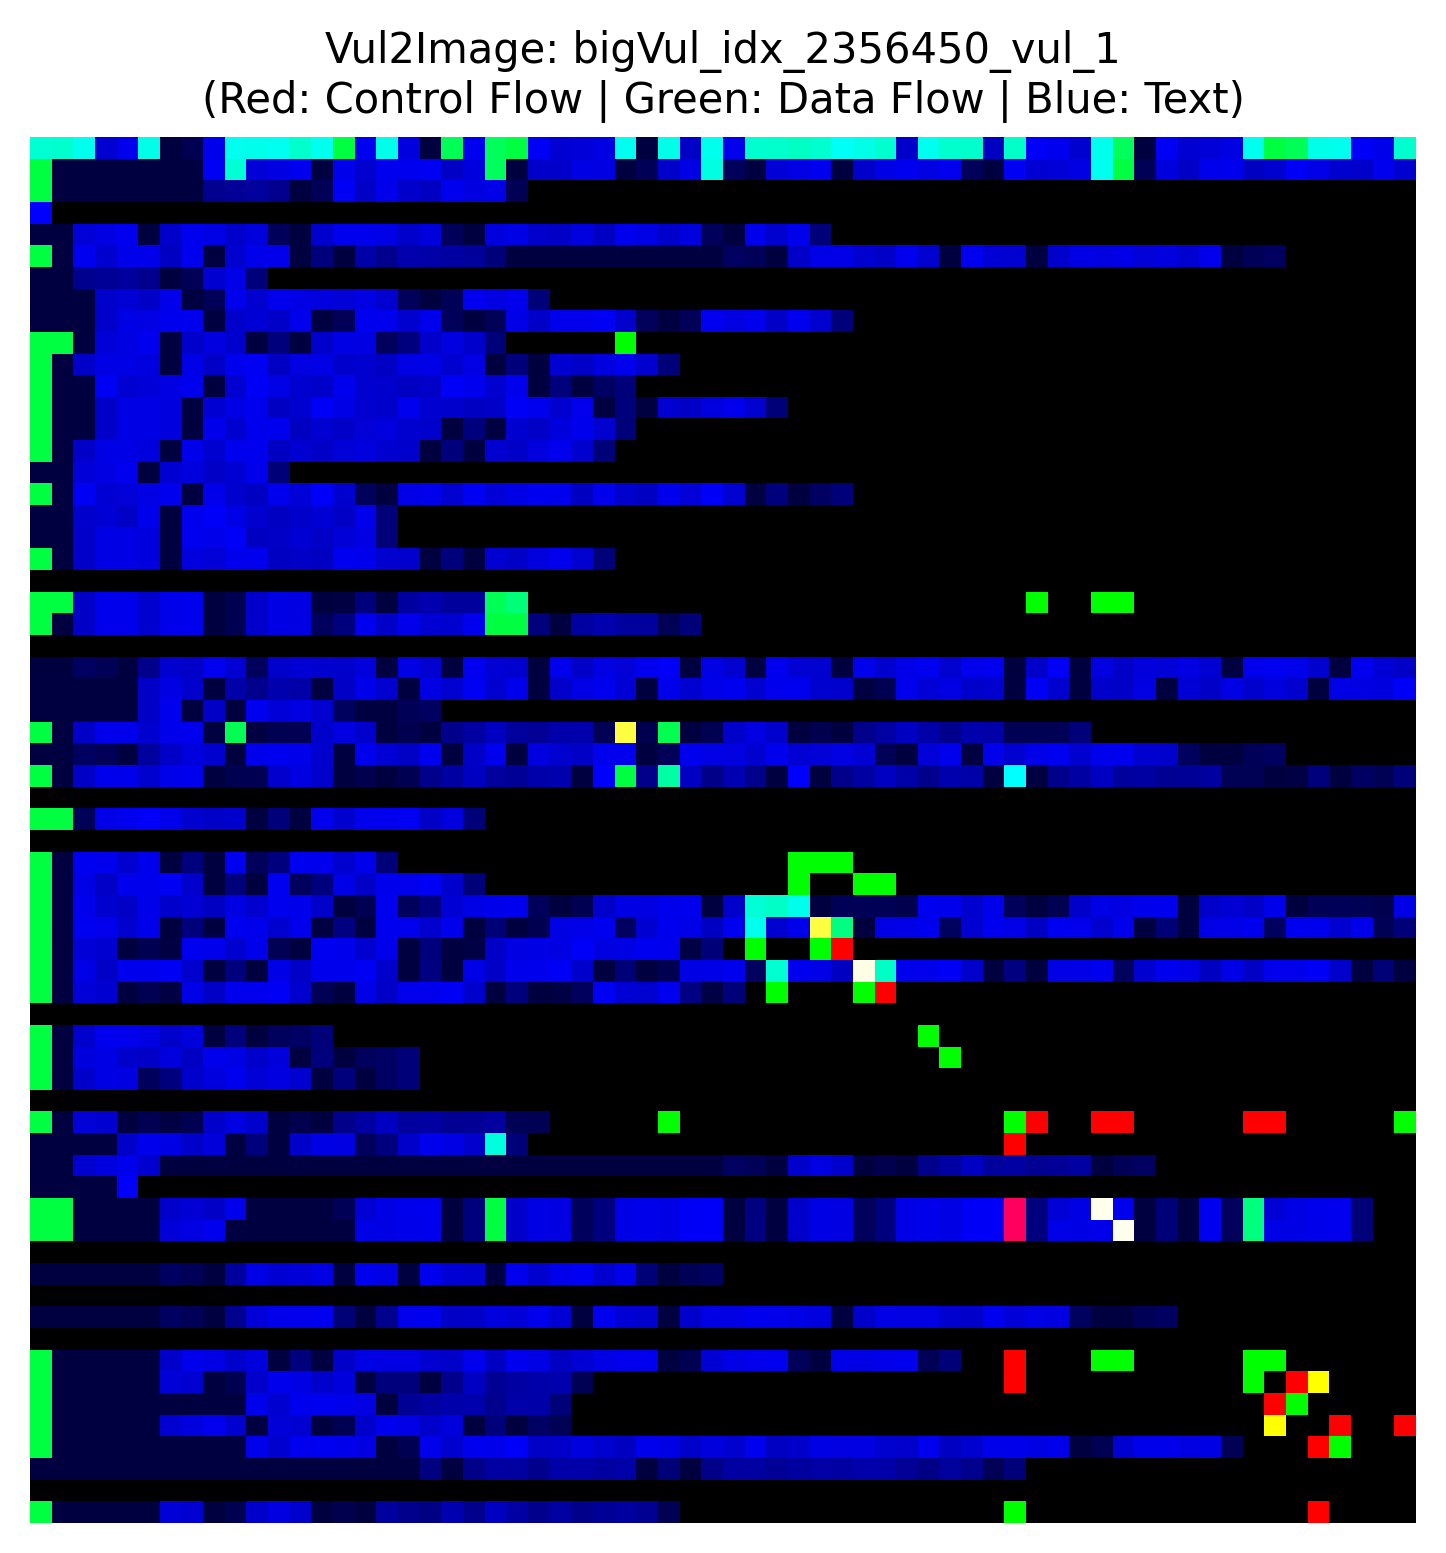 Vul2Image: bigVul_idx_2356450_vul_1
(Red: Control Flow | Green: Data Flow | Blue: Text)